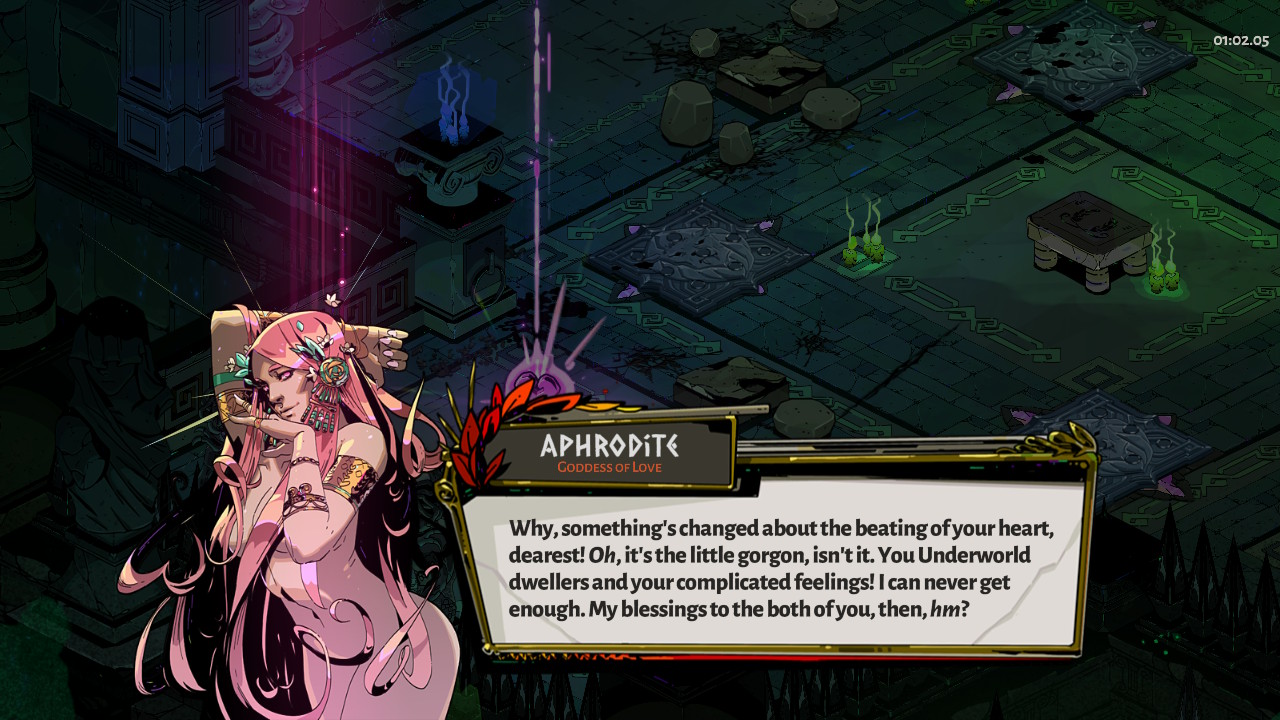 01:02.05
APHRODITE
GODDESS OF LOVE
Why, something's changed about the beating of your heart,
dearest! Oh, it's the little gorgon, isn't it. You Underworld
dwellers and your complicated feelings! I can never get
enough. My blessings to the both of you, then, hm?